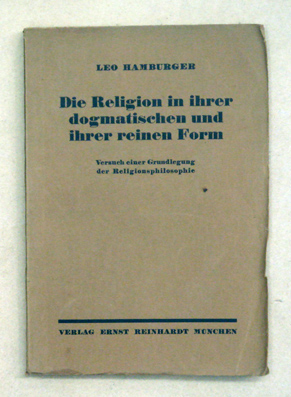 LEO HAMBURGER
Die Religion in ihrer
dogmatischen und
ihrer reinen Form
Versuch einer Grundlegung
der Religionsphilosophie
VERLAG ERNST REINHARDT MÜNCHEN